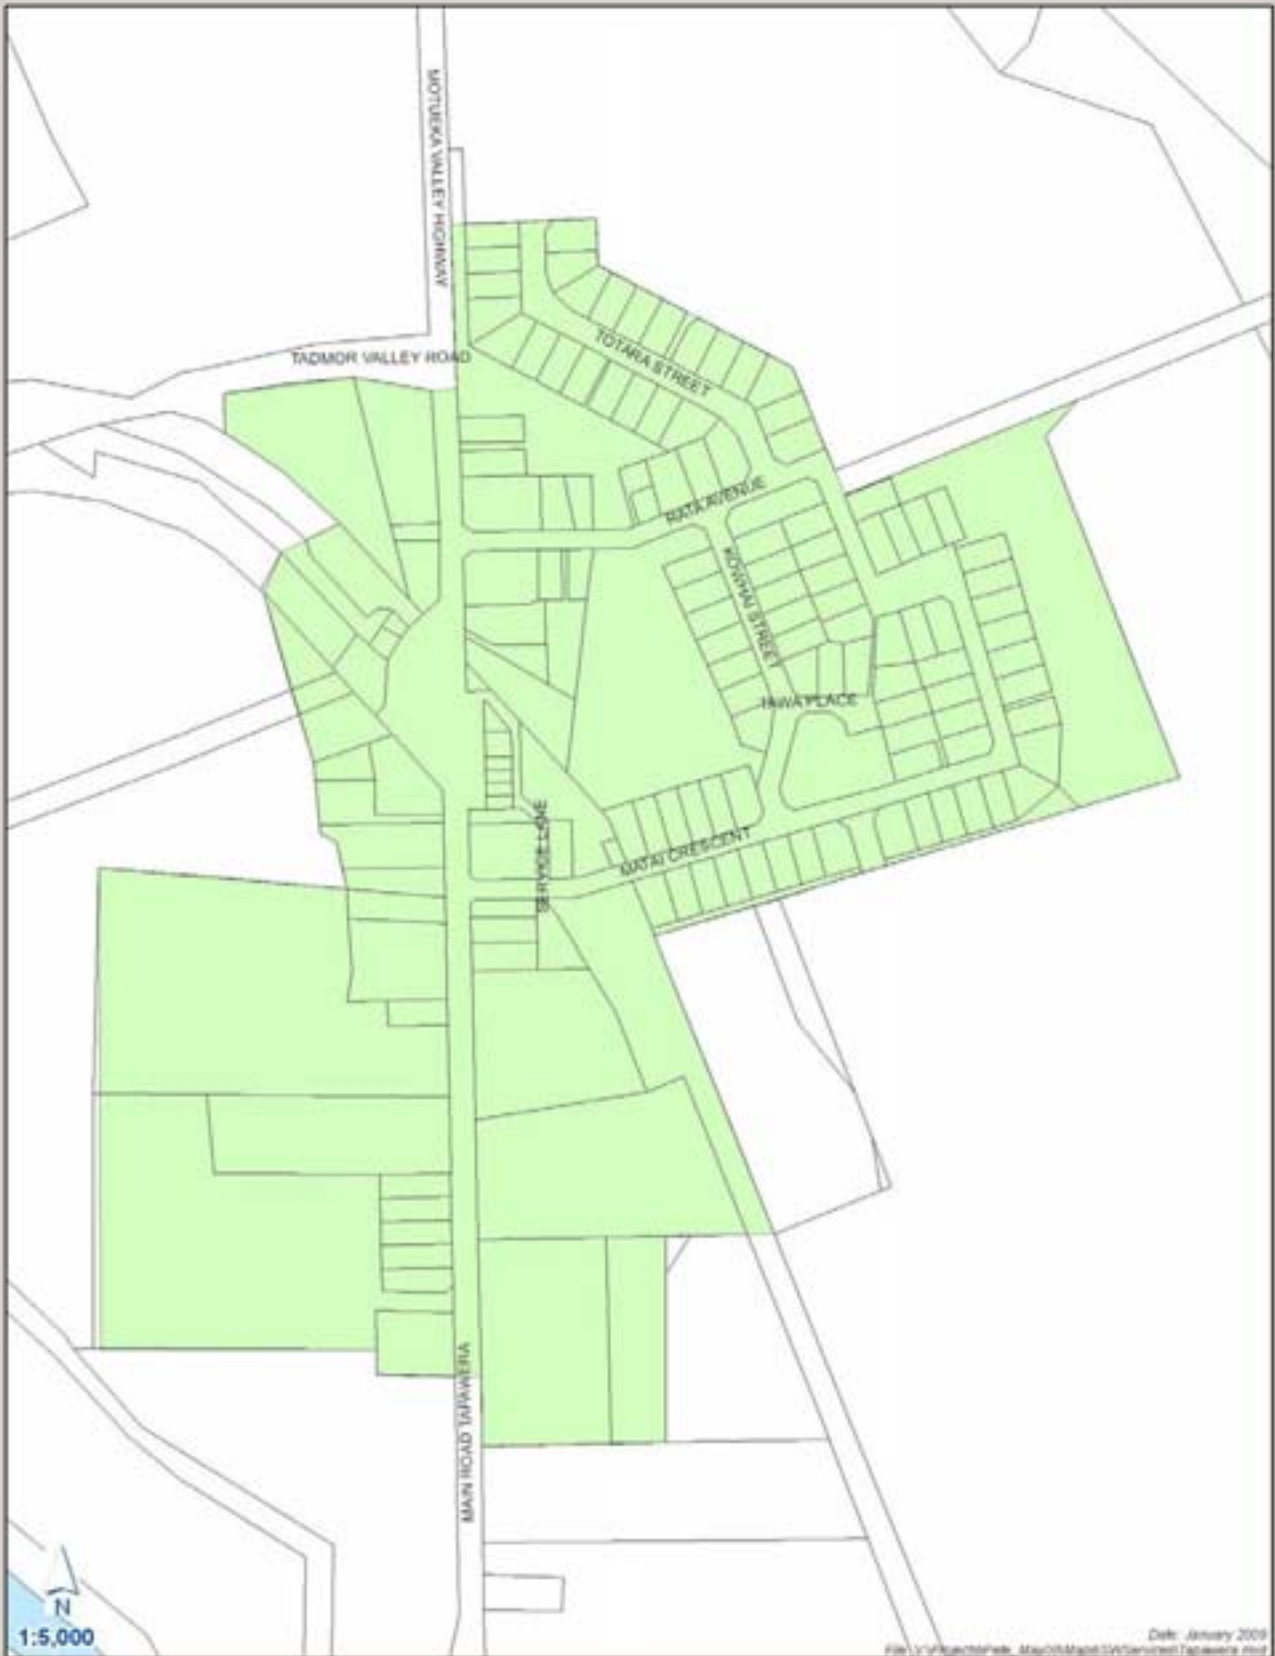 MOTUEKA VALLEY HIGHWAY
TADMOR VALLEY ROAD
TOTARA STREET
RATA AVENUE
KOWHAI STREET
TAWA PLACE
SERVICE LANE
MATAI CRESCENT
MAIN ROAD TAPAWERA
N
1:5,000
Date: January 2009
File: